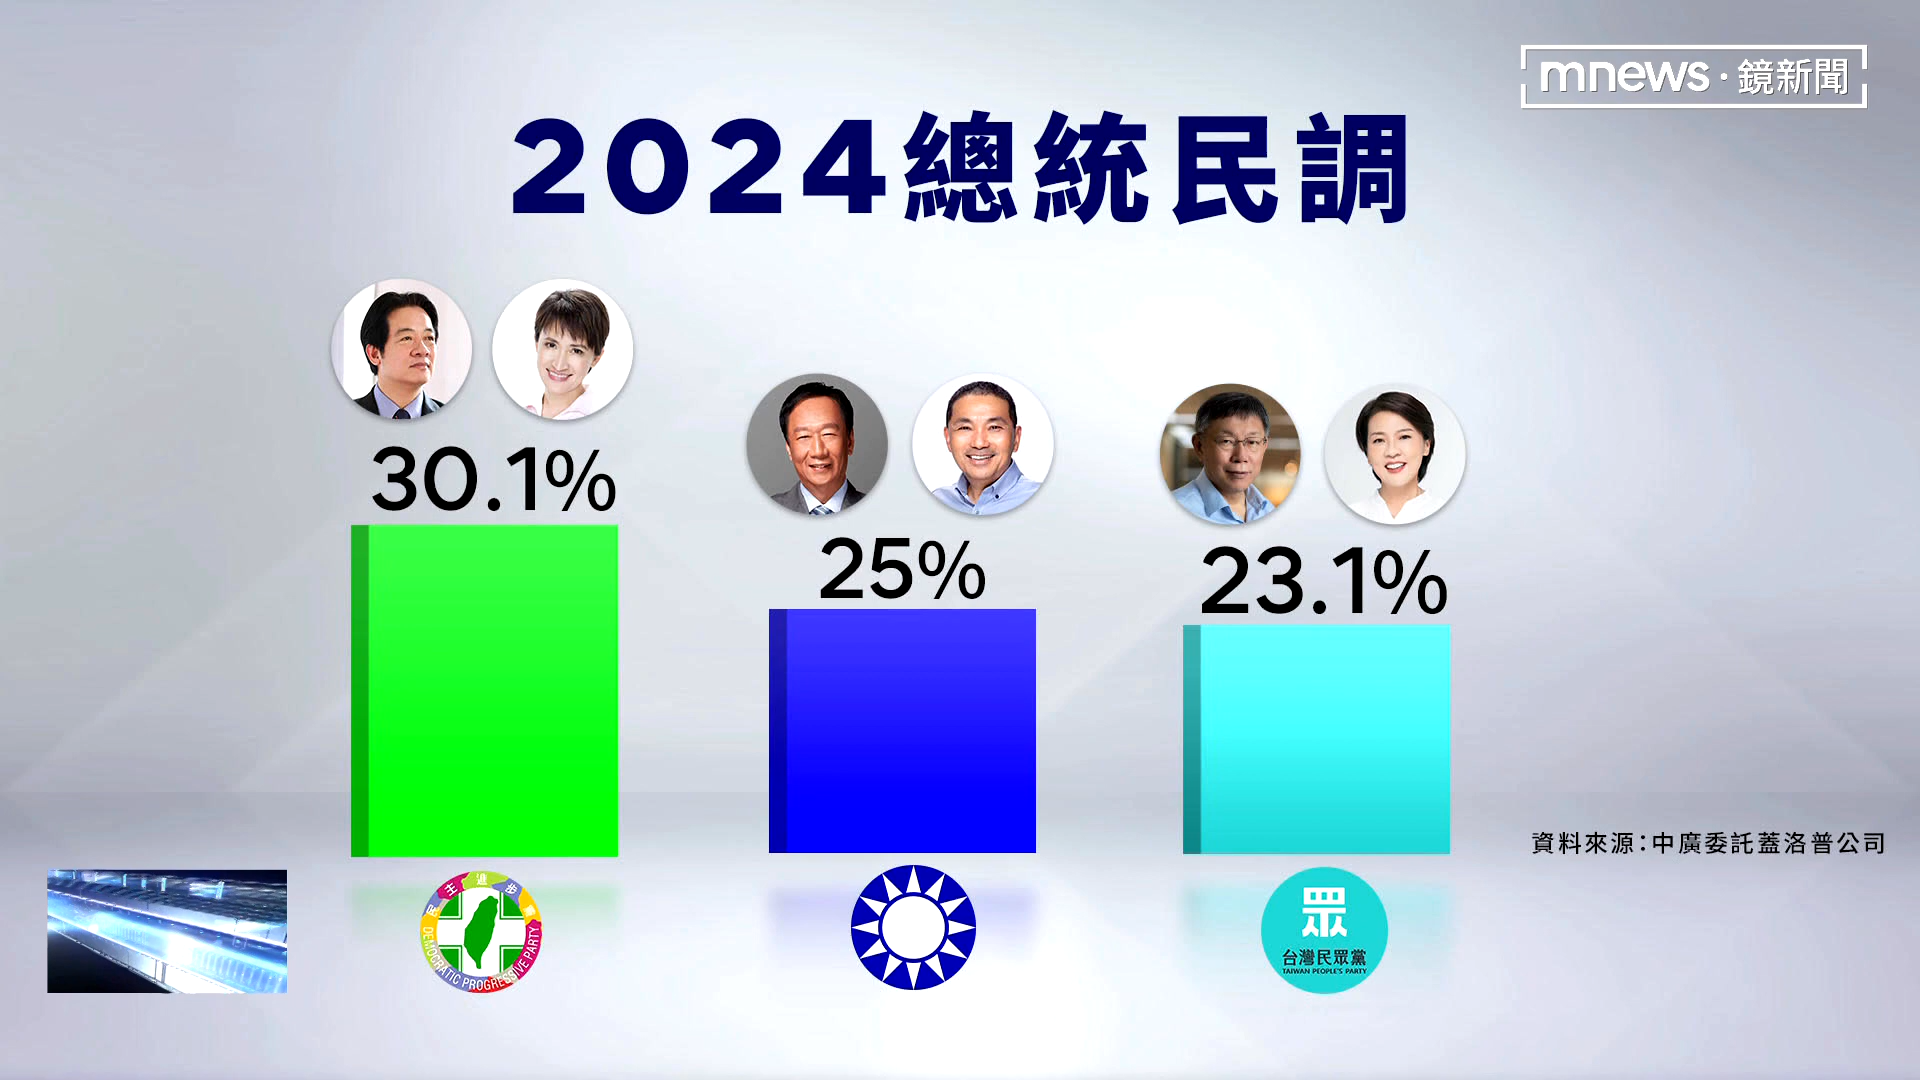 mnews·鏡新聞
2024總統民調
30.1%
25%
23.1%
資料來源：中廣委託蓋洛普公司
民主進步黨
DEMOCRATIC PROGRESSIVE PARTY
眾
台灣民眾黨
TAIWAN PEOPLE'S PARTY